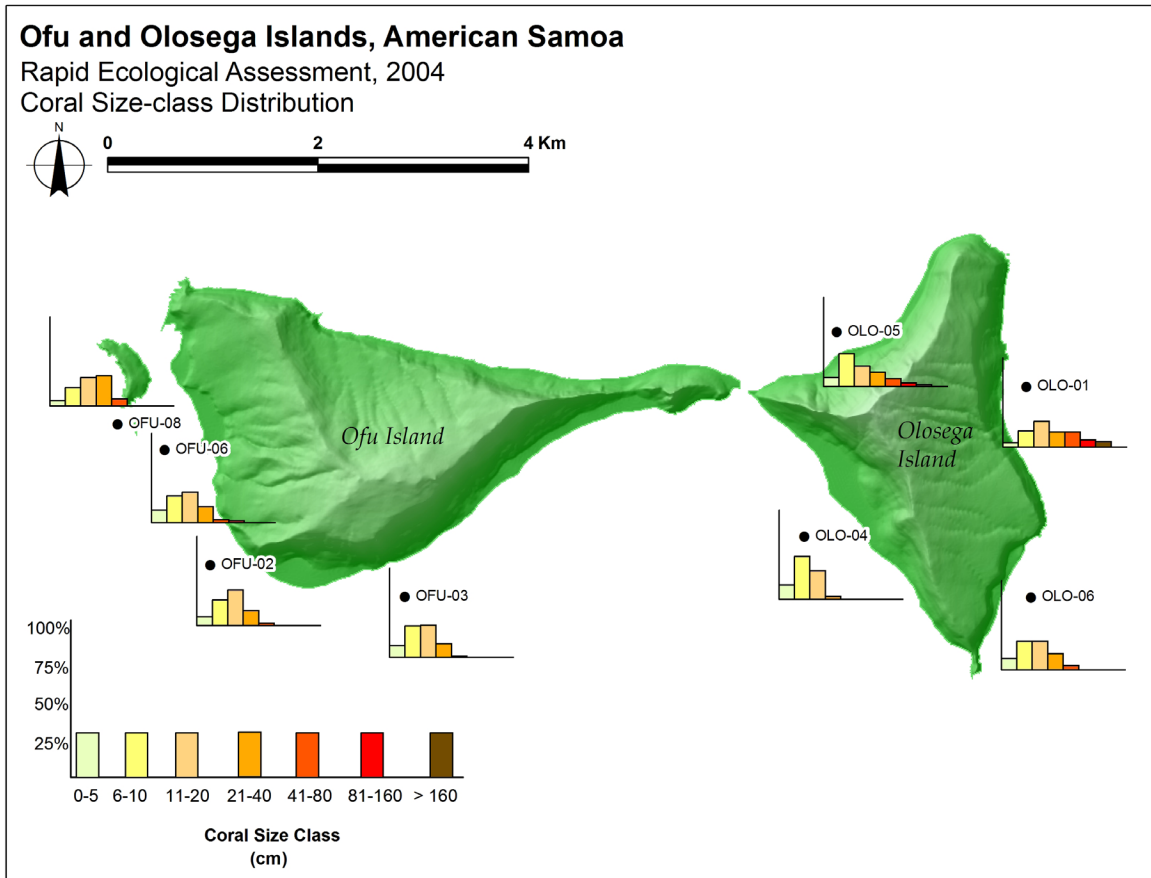 Ofu and Olosega Islands, American Samoa
Rapid Ecological Assessment, 2004
Coral Size-class Distribution
N
0 2 4 Km
OLO-05
OLO-01
OFU-08
OFU-06
Ofu Island
Olosega
Island
OLO-04
OFU-02
OFU-03
OLO-06
100%
75%
50%
25%
0-5 6-10 11-20 21-40 41-80 81-160 > 160
Coral Size Class
(cm)